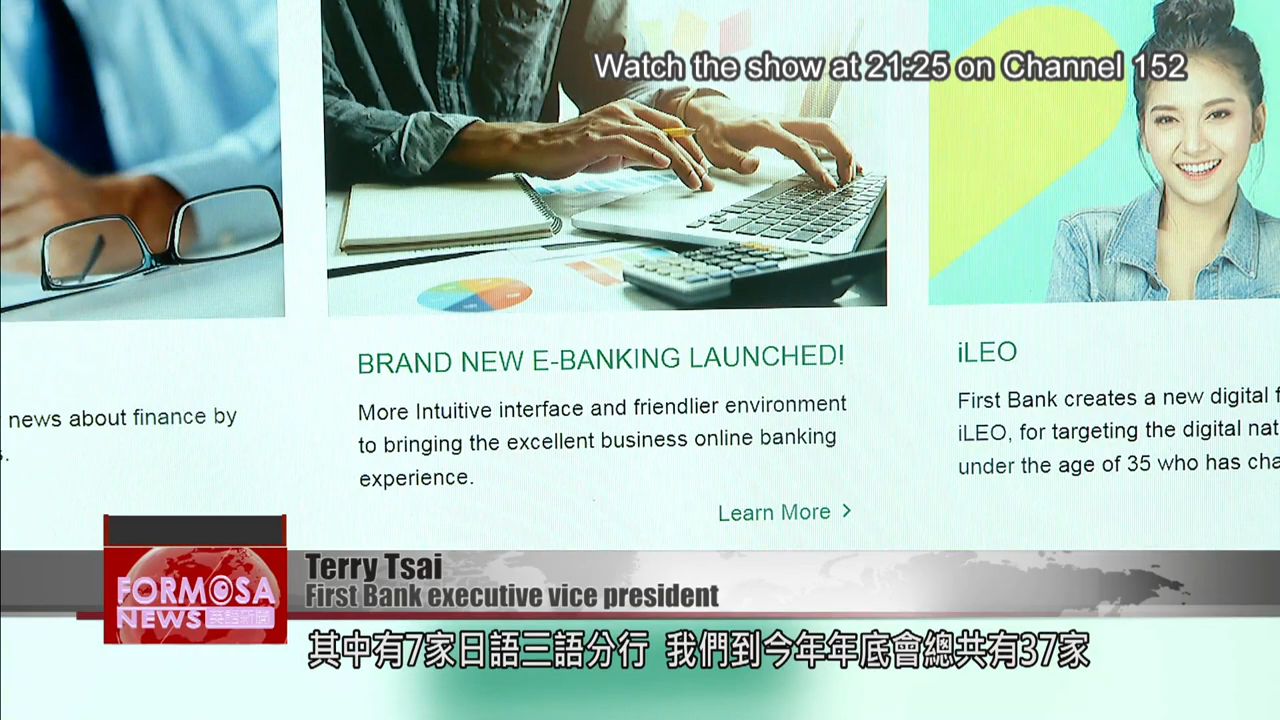 Watch the show at 21:25 on Channel 152
news about finance by
s.
BRAND NEW E-BANKING LAUNCHED!
More Intuitive interface and friendlier environment
to bringing the excellent business online banking
experience.
Learn More >
iLEO
First Bank creates a new digital f
iLEO, for targeting the digital nat
under the age of 35 who has cha
FORMOSA
NEWS 英語新聞
Terry Tsai
First Bank executive vice president
其中有7家日語三語分行 我們到今年年底會總共有37家